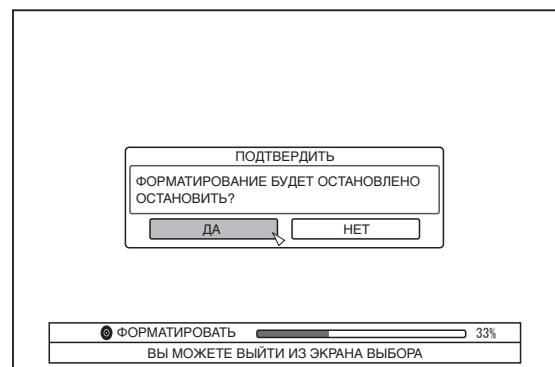 ПОДТВЕРДИТЬ
ФОРМАТИРОВАНИЕ БУДЕТ ОСТАНОВЛЕНО
ОСТАНОВИТЬ?
ДА НЕТ
ФОРМАТИРОВАТЬ 33%
ВЫ МОЖЕТЕ ВЫЙТИ ИЗ ЭКРАНА ВЫБОРА